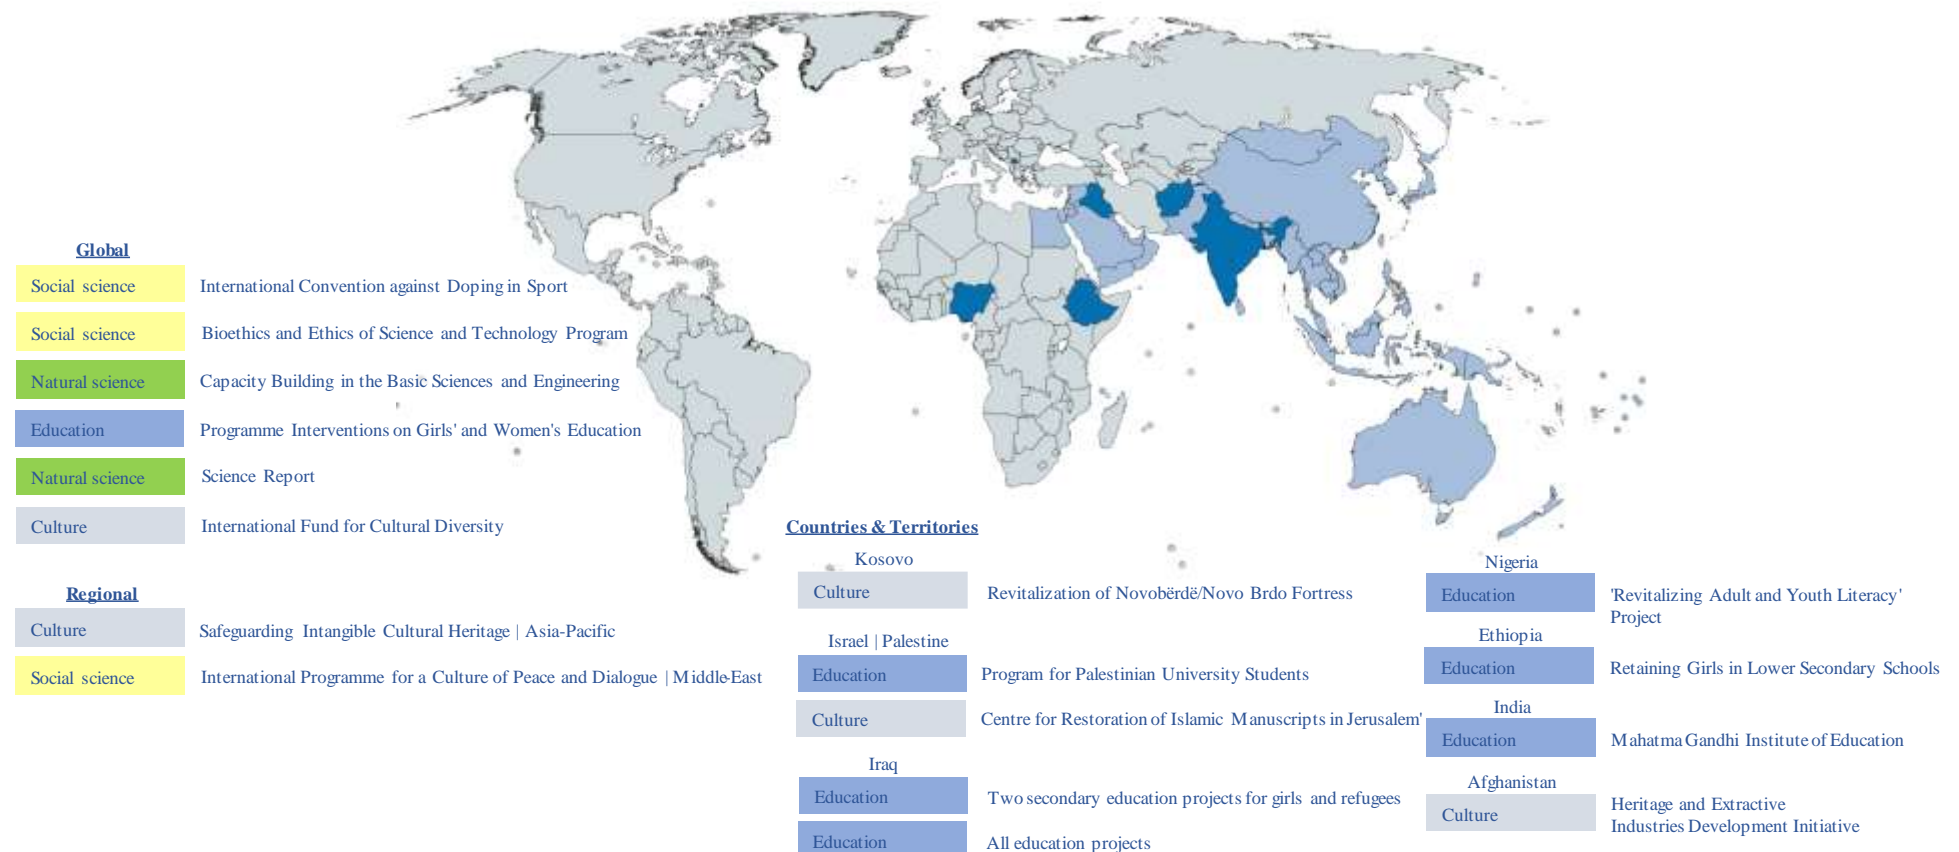 Global
Social science
International Convention against Doping in Sport
Social science
Bioethics and Ethics of Science and Technology Program
Natural science
Capacity Building in the Basic Sciences and Engineering
Education
Programme Interventions on Girls' and Women's Education
Natural science
Science Report
Culture
International Fund for Cultural Diversity
Regional
Culture
Safeguarding Intangible Cultural Heritage | Asia-Pacific
Social science
International Programme for a Culture of Peace and Dialogue | Middle-East
Countries & Territories
Kosovo
Culture
Revitalization of Novobërdë/Novo Brdo Fortress
Israel | Palestine
Education
Program for Palestinian University Students
Culture
Centre for Restoration of Islamic Manuscripts in Jerusalem'
Iraq
Education
Two secondary education projects for girls and refugees
Education
All education projects
Nigeria
Education
'Revitalizing Adult and Youth Literacy'
Project
Ethiopia
Education
Retaining Girls in Lower Secondary Schools
India
Education
Mahatma Gandhi Institute of Education
Afghanistan
Culture
Heritage and Extractive
Industries Development Initiative